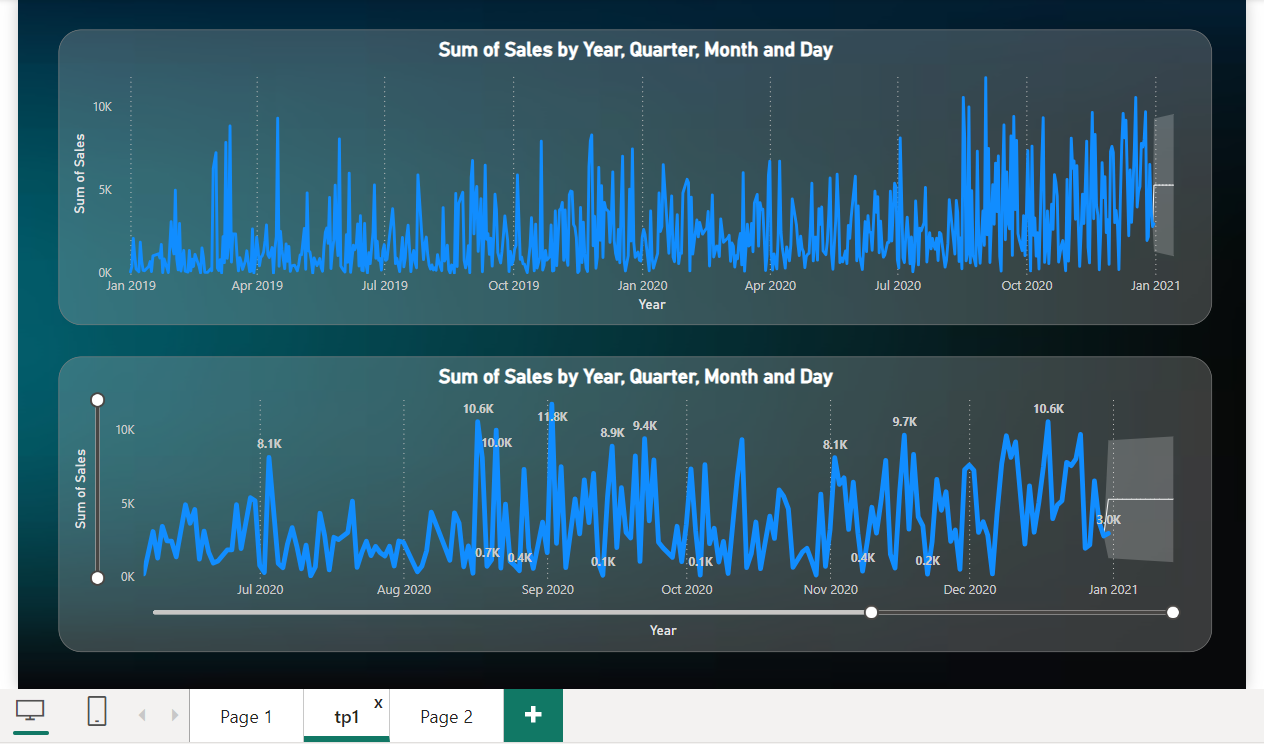 Sum of Sales by Year, Quarter, Month and Day
10K
5K
0K
Sum of Sales
Jan 2019 Apr 2019 Jul 2019 Oct 2019 Jan 2020 Apr 2020 Jul 2020 Oct 2020 Jan 2021
Year
Sum of Sales by Year, Quarter, Month and Day
10.6K 11.8K 8.9K 9.4K 9.7K 10.6K
8.1K 10.0K 8.1K
10K
5K
0K
Sum of Sales
3.0K
0.7K 0.4K 0.1K 0.1K 0.4K 0.2K
Jul 2020 Aug 2020 Sep 2020 Oct 2020 Nov 2020 Dec 2020 Jan 2021
Year
Page 1 tp1 X Page 2 +